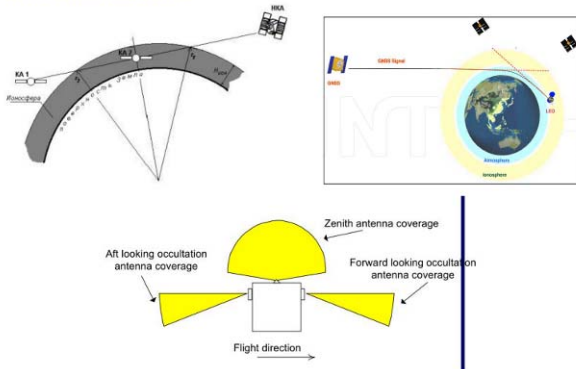 НКА
КА 2
КА 1
Ионосфера
GNSS Signal
GNSS
LEO
Atmosphere
Ionosphere
Zenith antenna coverage
Aft looking occultation
antenna coverage
Forward looking occultation
antenna coverage
Flight direction